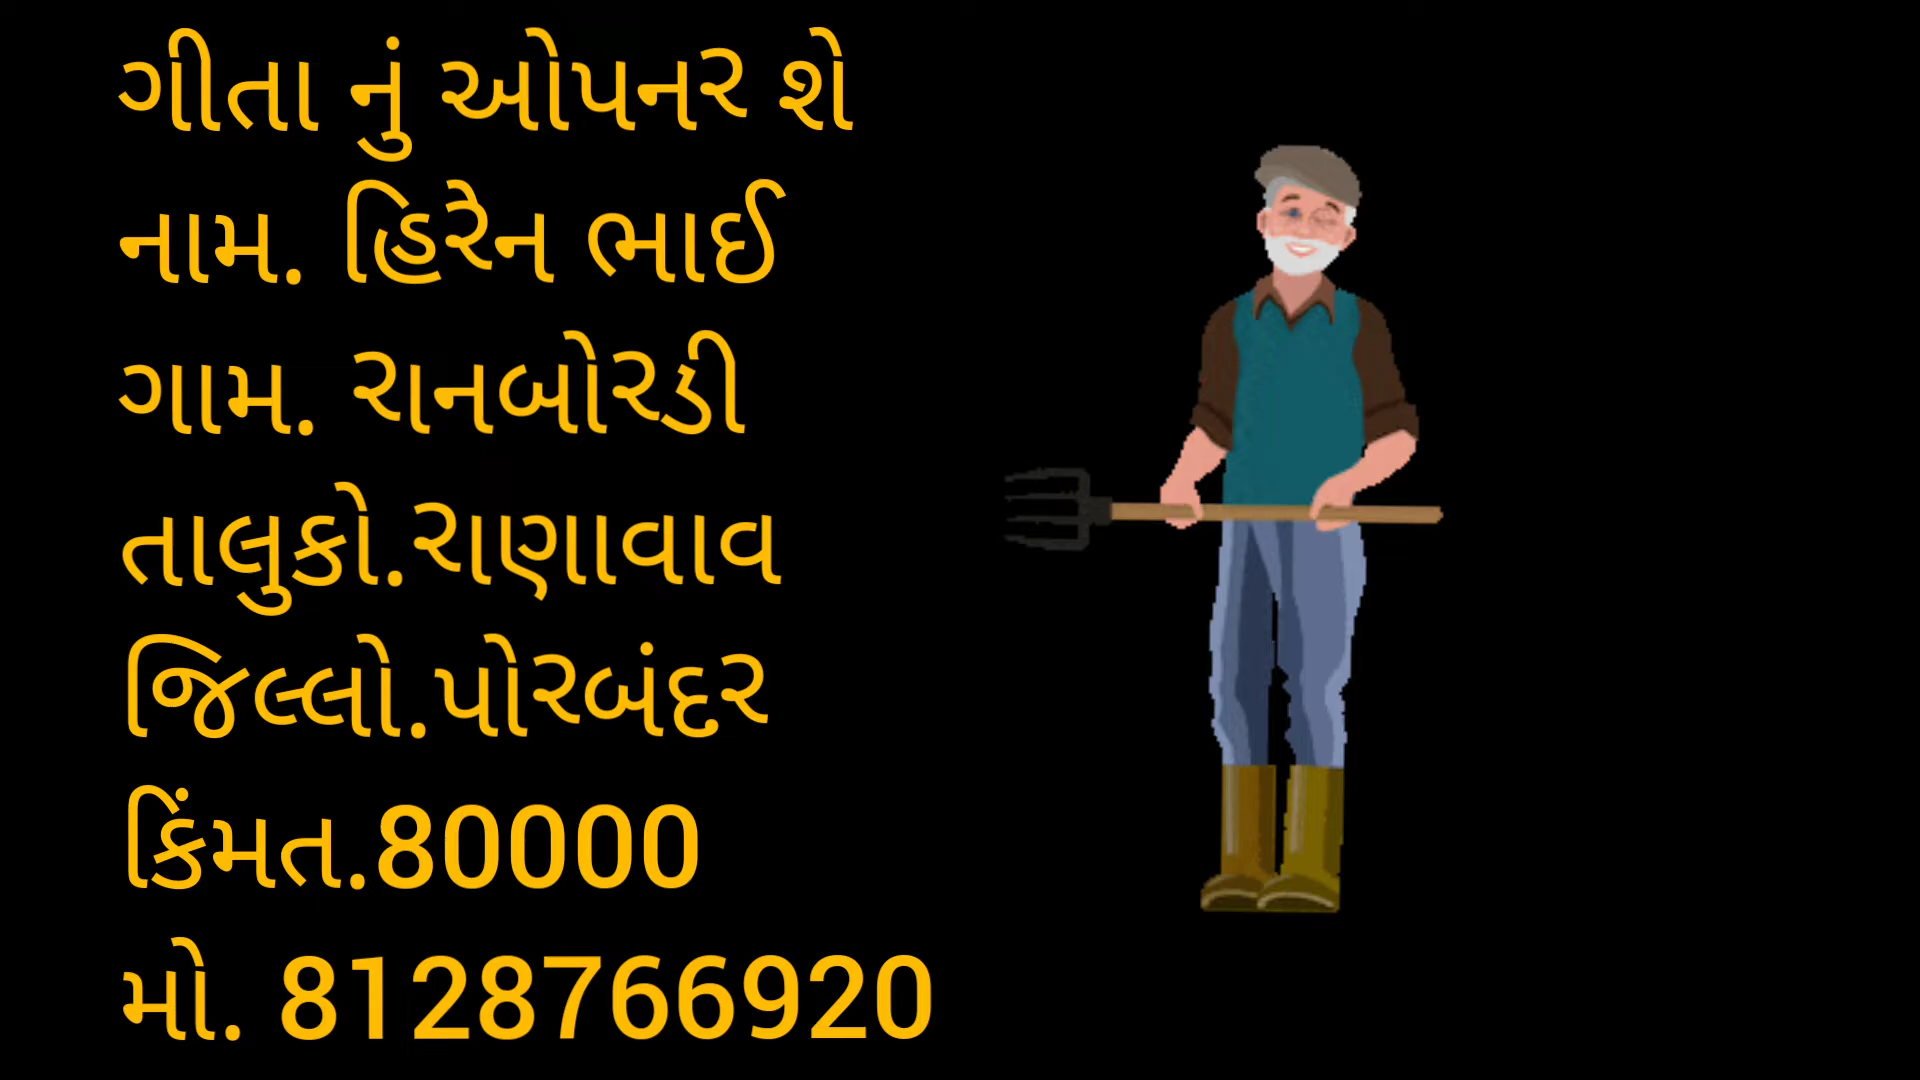 ગીતા નું ઓપનર શે
નામ. હિરેન ભાઈ
ગામ. રાનબોરડી
તાલુકો.રાણાવાવ
જિલ્લો.પોરબંદર
કિંમત.80000
મો. 8128766920